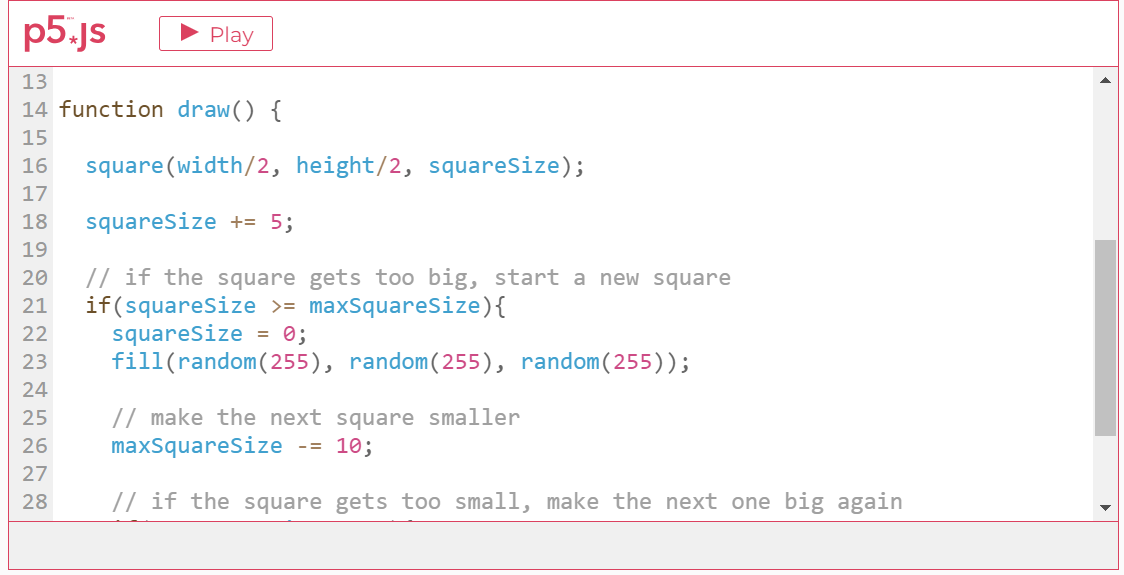 p5*js
Play
13
14 function draw() {
15
16 square(width/2, height/2, squareSize);
17
18 squareSize += 5;
19
20 // if the square gets too big, start a new square
21 if(squareSize >= maxSquareSize){
22 squareSize = 0;
23 fill(random(255), random(255), random(255));
24
25 // make the next square smaller
26 maxSquareSize -= 10;
27
28 // if the square gets too small, make the next one big again